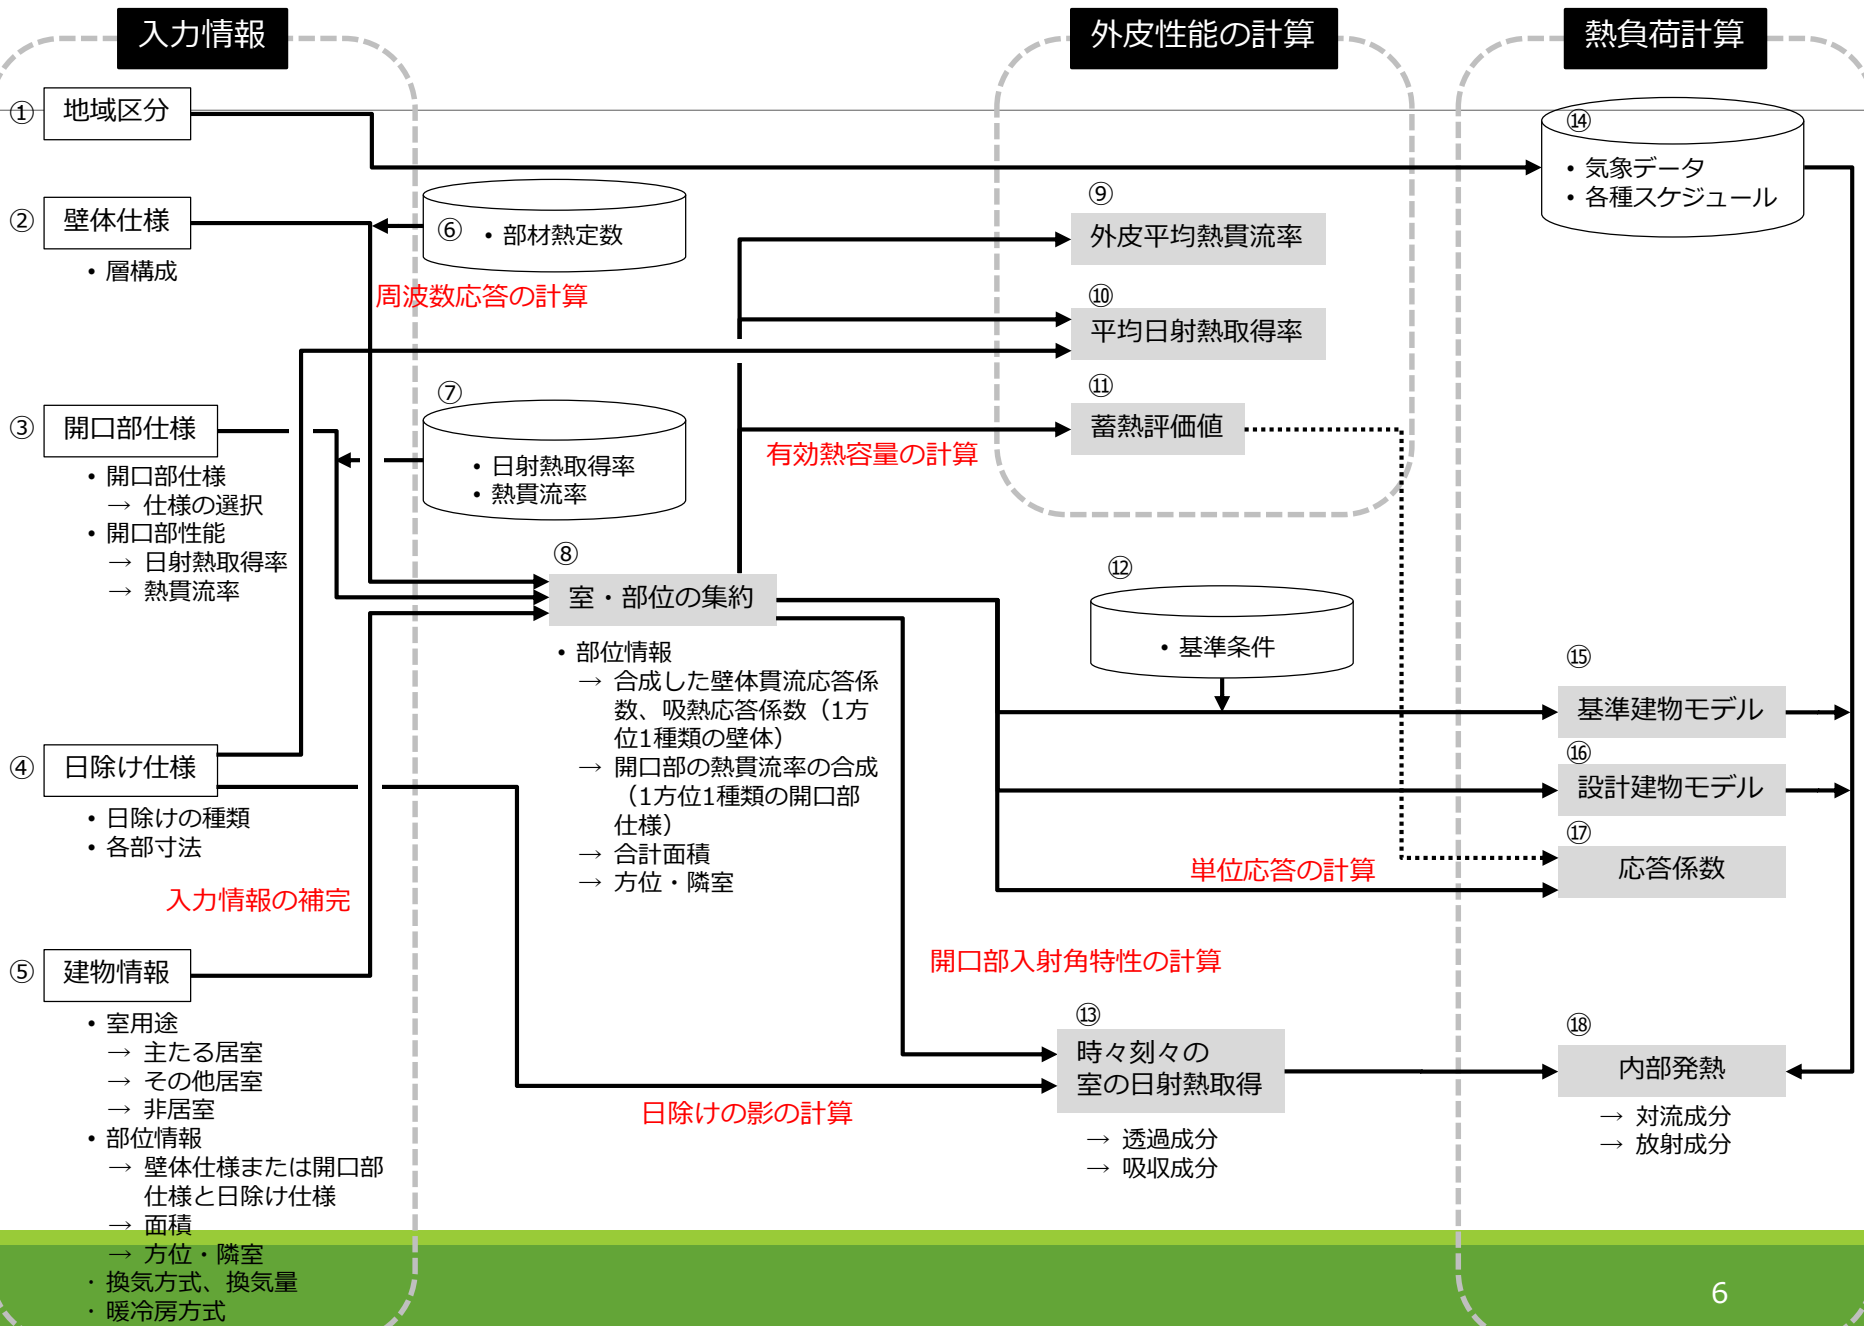 入力情報
外皮性能の計算
熱負荷計算
① 地域区分
② 壁体仕様
• 層構成
③ 開口部仕様
• 開口部仕様
→ 仕様の選択
• 開口部性能
→ 日射熱取得率
→ 熱貫流率
④ 日除け仕様
• 日除けの種類
• 各部寸法
入力情報の補完
⑤ 建物情報
• 室用途
→ 主たる居室
→ その他居室
→ 非居室
• 部位情報
→ 壁体仕様または開口部
仕様と日除け仕様
→ 面積
→ 方位・隣室
・換気方式、換気量
・暖冷房方式
⑥ • 部材熱定数
周波数応答の計算
⑦
• 日射熱取得率
• 熱貫流率
⑧
室・部位の集約
• 部位情報
→ 合成した壁体貫流応答係
数、吸熱応答係数（1方
位1種類の壁体）
→ 開口部の熱貫流率の合成
（1方位1種類の開口部
仕様）
→ 合計面積
→ 方位・隣室
⑨
外皮平均熱貫流率
⑩
平均日射熱取得率
⑪
蓄熱評価値
有効熱容量の計算
⑫
• 基準条件
単位応答の計算
開口部入射角特性の計算
⑬
時々刻々の
室の日射熱取得
→ 透過成分
→ 吸収成分
日除けの影の計算
⑭
• 気象データ
• 各種スケジュール
⑮
基準建物モデル
⑯
設計建物モデル
⑰
応答係数
⑱
内部発熱
→ 対流成分
→ 放射成分
6